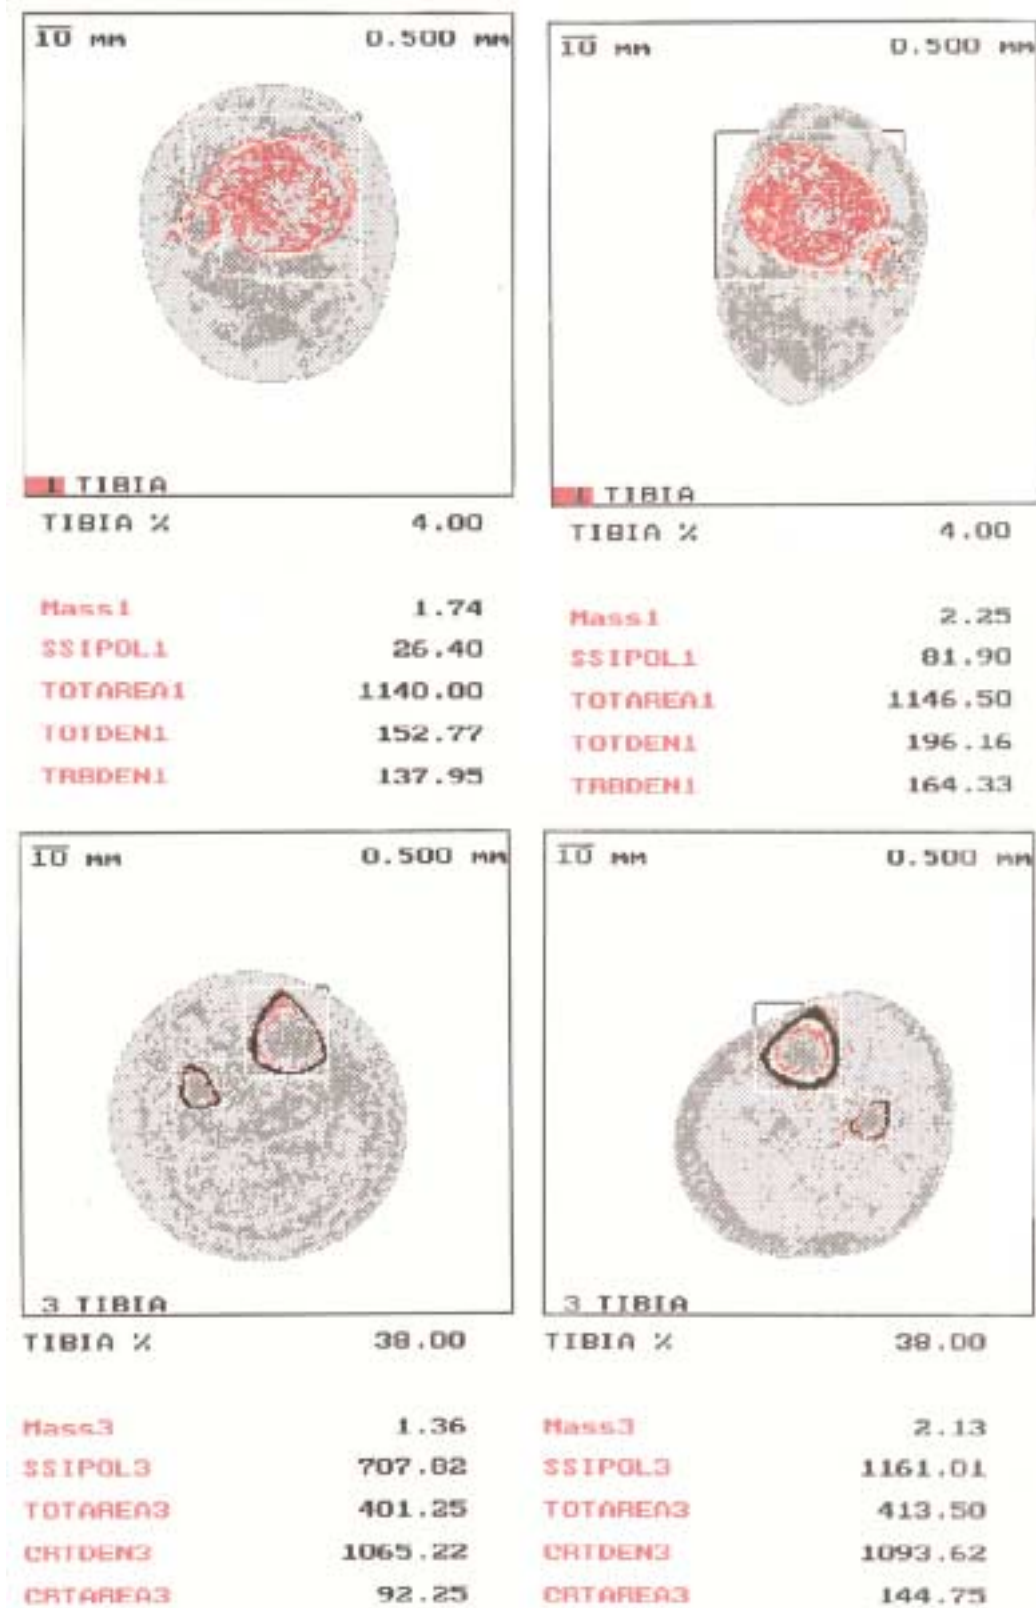 10 MM 0.500 MM
1 TIBIA
TIBIA % 4.00
Mass1 1.74
SSIPOL1 26.40
TOTAREA1 1140.00
TOTDEN1 152.77
TRBDEN1 137.95
10 MM 0.500 MM
1 TIBIA
TIBIA % 4.00
Mass1 2.25
SSIPOL1 81.90
TOTAREA1 1146.50
TOTDEN1 196.16
TRBDEN1 164.33
10 MM 0.500 MM
3 TIBIA
TIBIA % 38.00
Mass3 1.36
SSIPOL3 707.82
TOTAREA3 401.25
CRTDEN3 1065.22
CRTAREA3 92.25
10 MM 0.500 MM
3 TIBIA
TIBIA % 38.00
Mass3 2.13
SSIPOL3 1161.01
TOTAREA3 413.50
CRTDEN3 1093.62
CRTAREA3 144.75